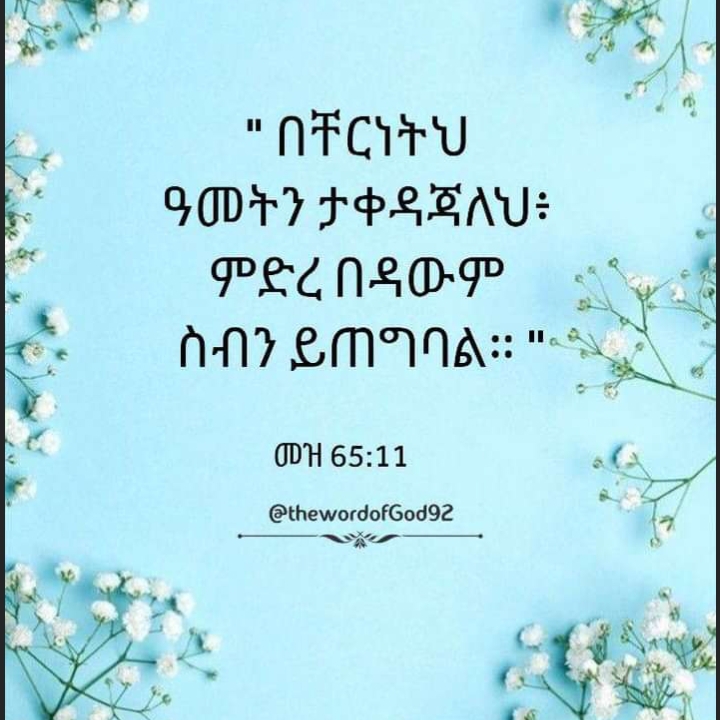 " በቸርነትህ
ዓመትን ታቀዳጃለህ፥
ምድረ በዳውም
ስብን ይጠግባል። "
መዝ 65:11
@thewordofGod92